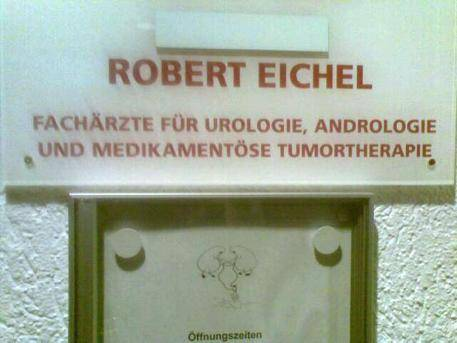 ROBERT EICHEL
FACHÄRZTE FÜR UROLOGIE, ANDROLOGIE
UND MEDIKAMENTÖSE TUMORTHERAPIE
Öffnungszeiten